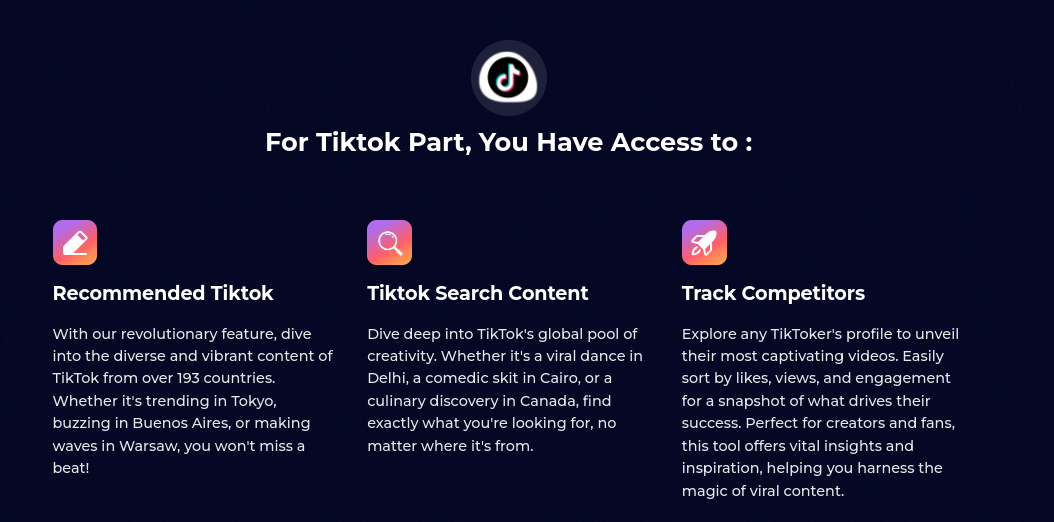 For Tiktok Part, You Have Access to :
Recommended Tiktok
With our revolutionary feature, dive
into the diverse and vibrant content of
TikTok from over 193 countries.
Whether it's trending in Tokyo,
buzzing in Buenos Aires, or making
waves in Warsaw, you won't miss a
beat!
Tiktok Search Content
Dive deep into TikTok's global pool of
creativity. Whether it's a viral dance in
Delhi, a comedic skit in Cairo, or a
culinary discovery in Canada, find
exactly what you're looking for, no
matter where it's from.
Track Competitors
Explore any TikToker's profile to unveil
their most captivating videos. Easily
sort by likes, views, and engagement
for a snapshot of what drives their
success. Perfect for creators and fans,
this tool offers vital insights and
inspiration, helping you harness the
magic of viral content.